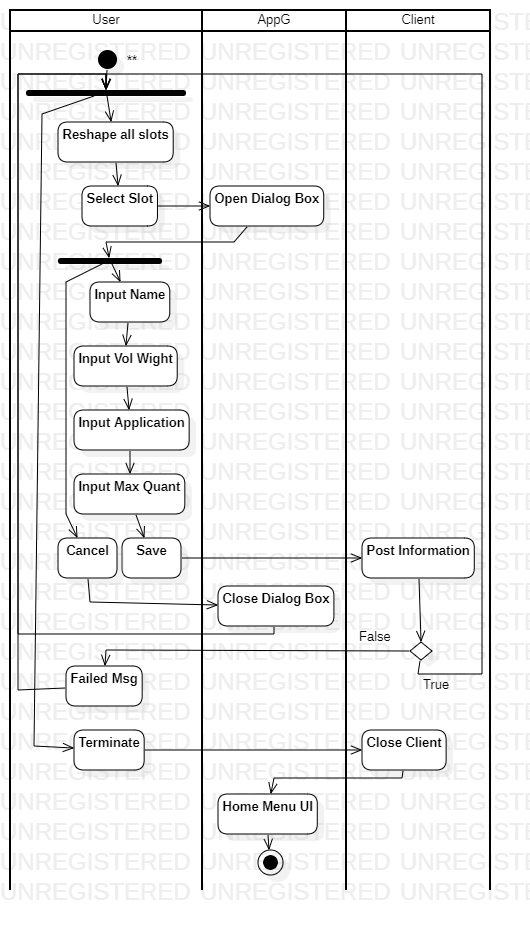 User AppG Client
**
Reshape all slots
Select Slot Open Dialog Box
Input Name
Input Vol Wight
Input Application
Input Max Quant
Cancel Save Post Information
Close Dialog Box
False
Failed Msg
True
Terminate Close Client
Home Menu UI
UNREGISTERED